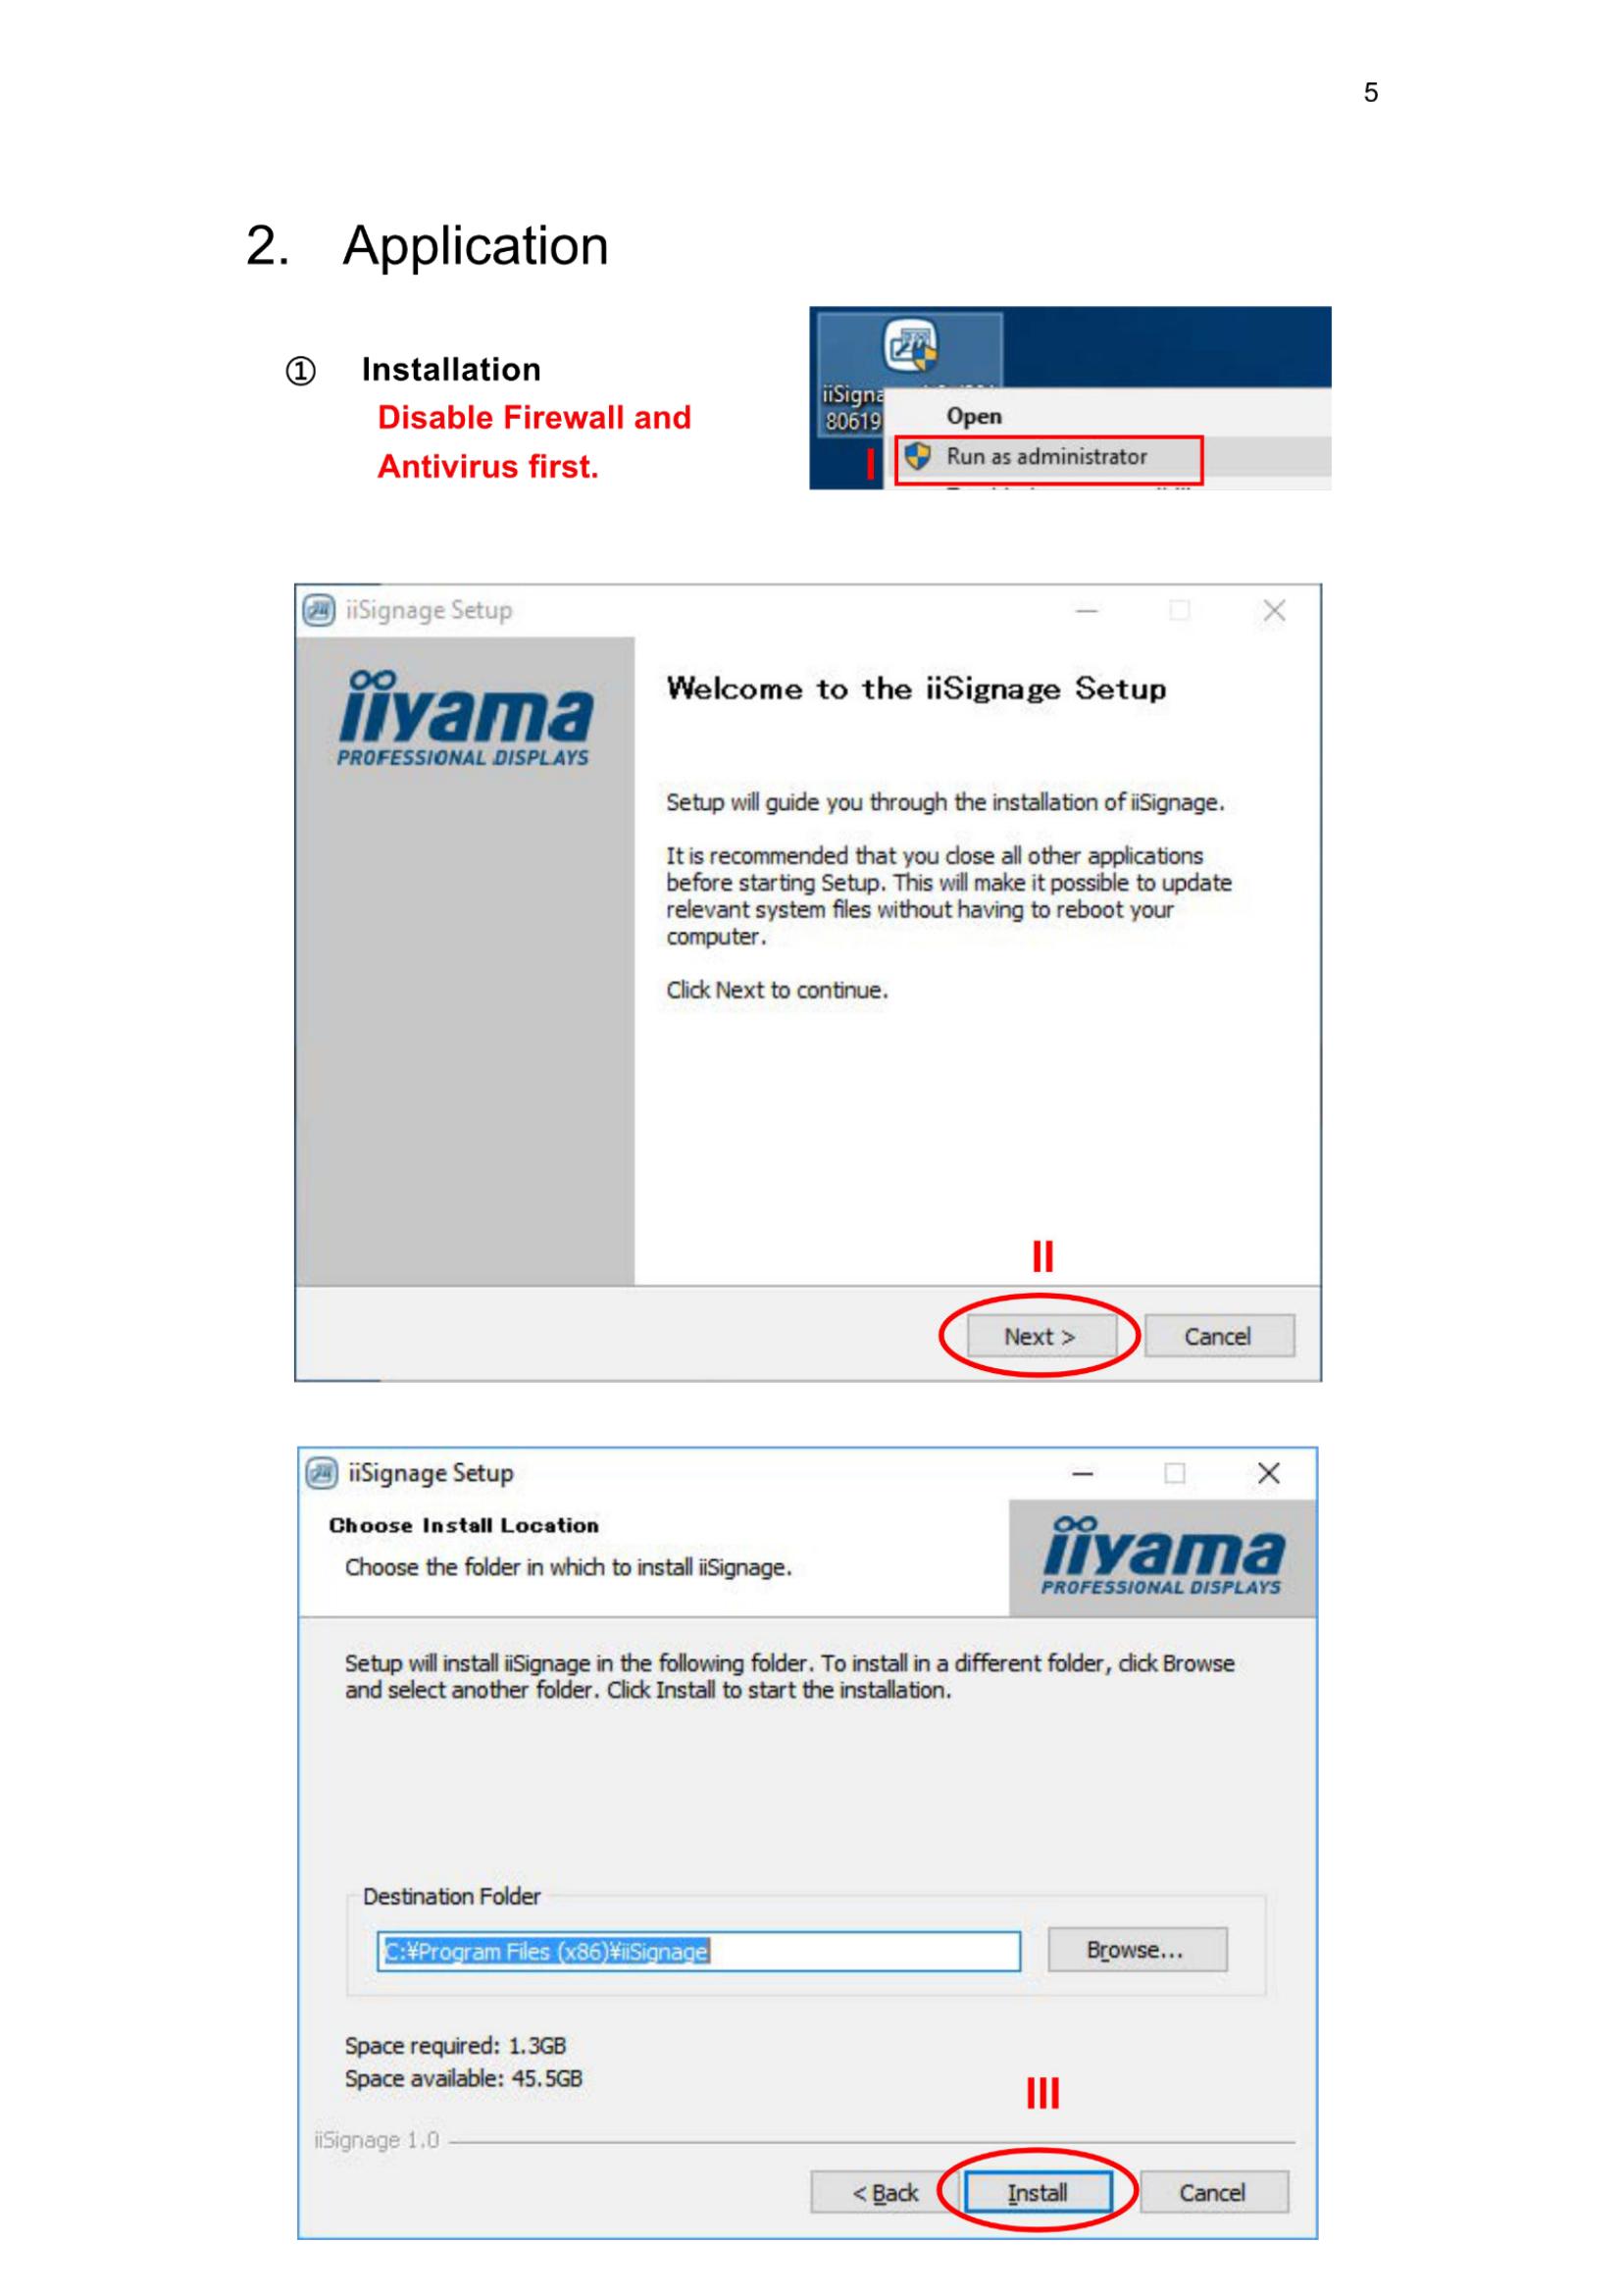 5
2. Application
① Installation
Disable Firewall and
Antivirus first.
iiSigna
80619
Open
Run as administrator
I
iiSignage Setup
iiyama
PROFESSIONAL DISPLAYS
Welcome to the iiSignage Setup
Setup will guide you through the installation of iiSignage.
It is recommended that you close all other applications
before starting Setup. This will make it possible to update
relevant system files without having to reboot your
computer.
Click Next to continue.
II
Next >
Cancel
iiSignage Setup
Choose Install Location
Choose the folder in which to install iiSignage.
iiyama
PROFESSIONAL DISPLAYS
Setup will install iiSignage in the following folder. To install in a different folder, click Browse
and select another folder. Click Install to start the installation.
Destination Folder
C:¥Program Files (x86)¥iiSignage
Browse...
Space required: 1.3GB
Space available: 45.5GB
III
iiSignage 1.0
< Back
Install
Cancel